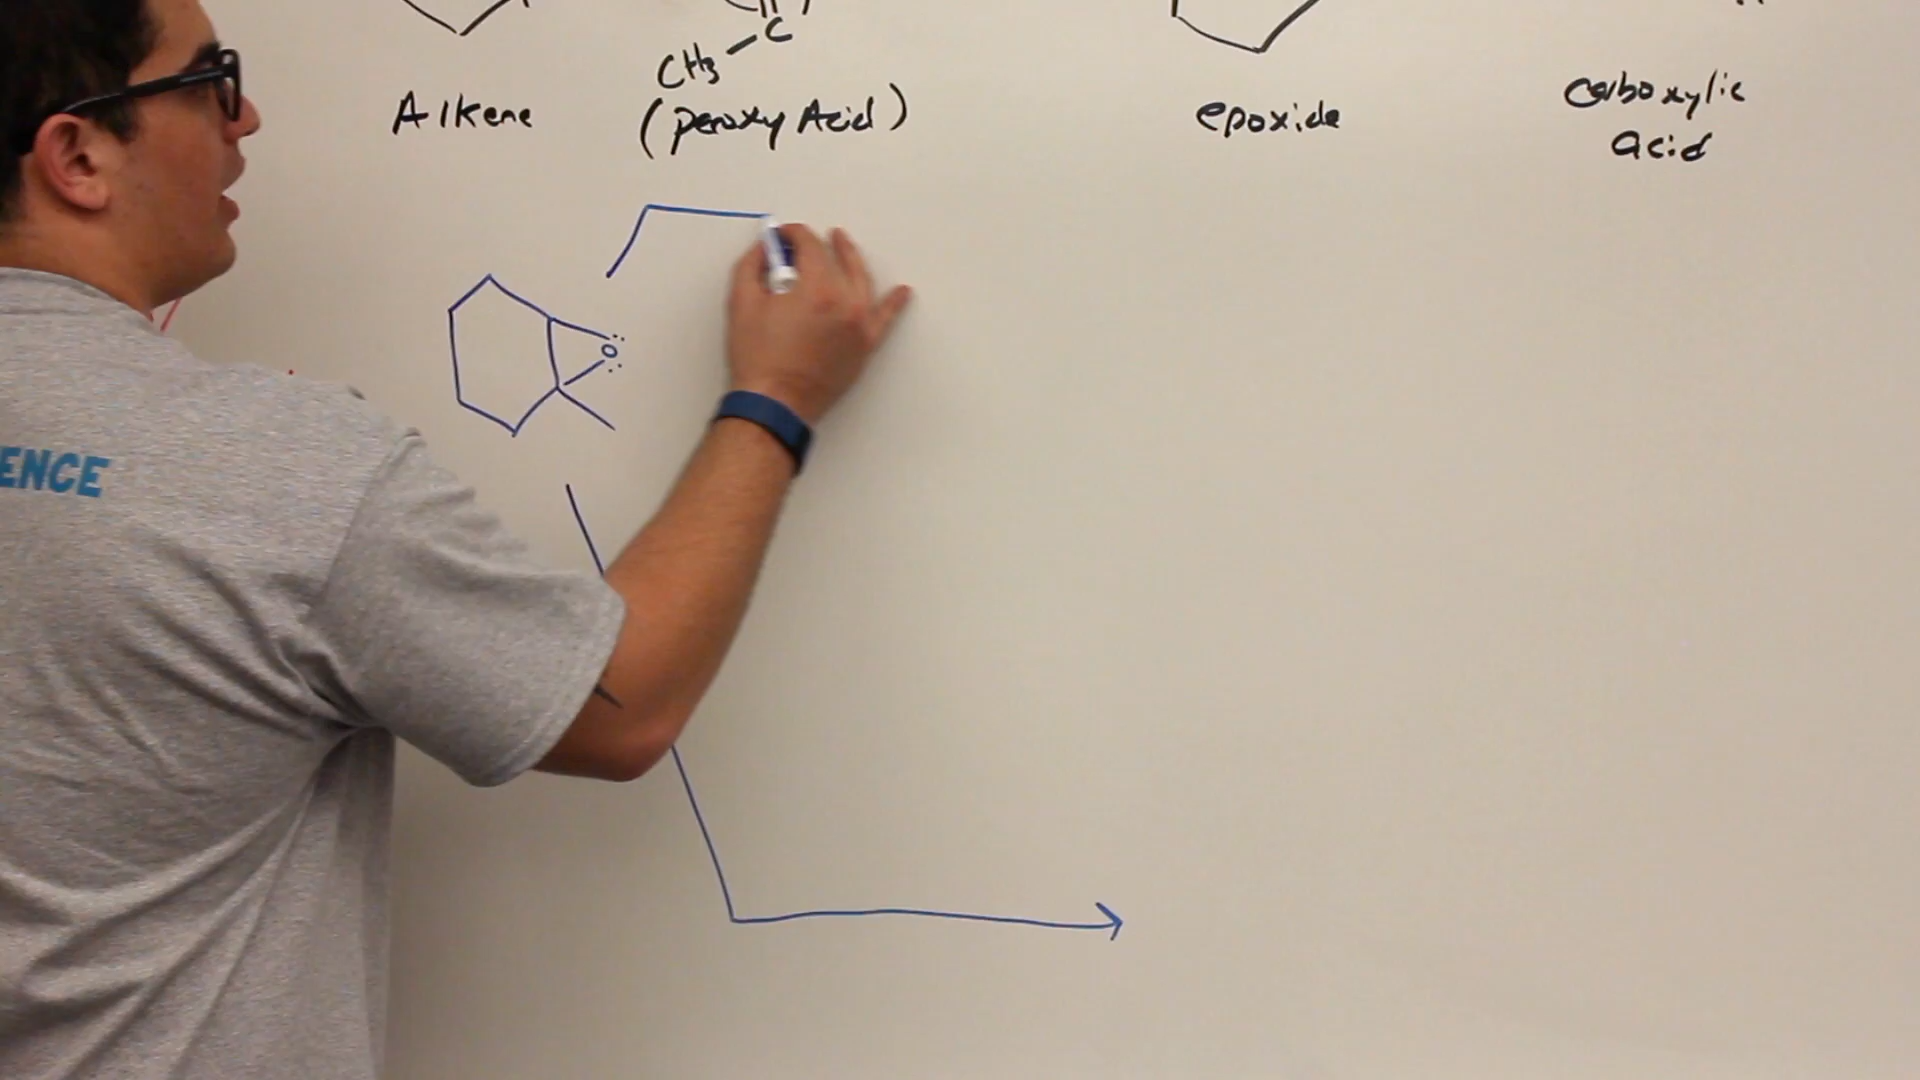 C
CH3
Alkene
(peroxy Acid)
epoxide
carboxylic
acid
O
ENCE